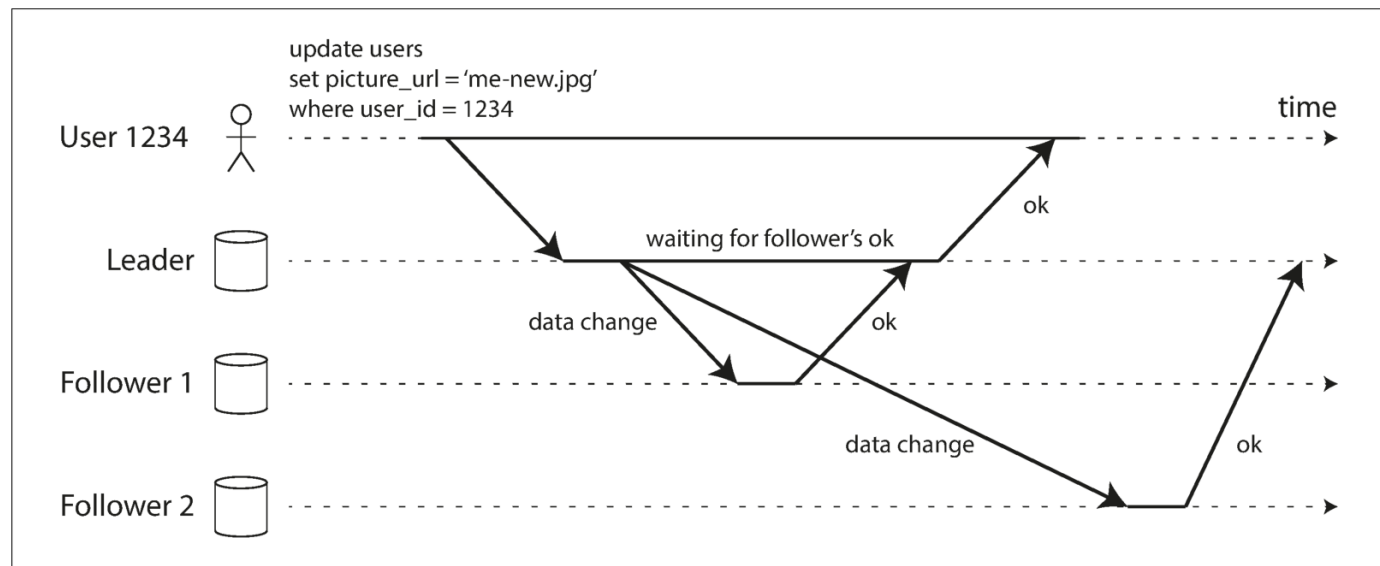 update users
set picture_url = ‘me-new.jpg’
where user_id = 1234
time
User 1234
ok
waiting for follower’s ok
Leader
data change
ok
Follower 1
data change
ok
Follower 2